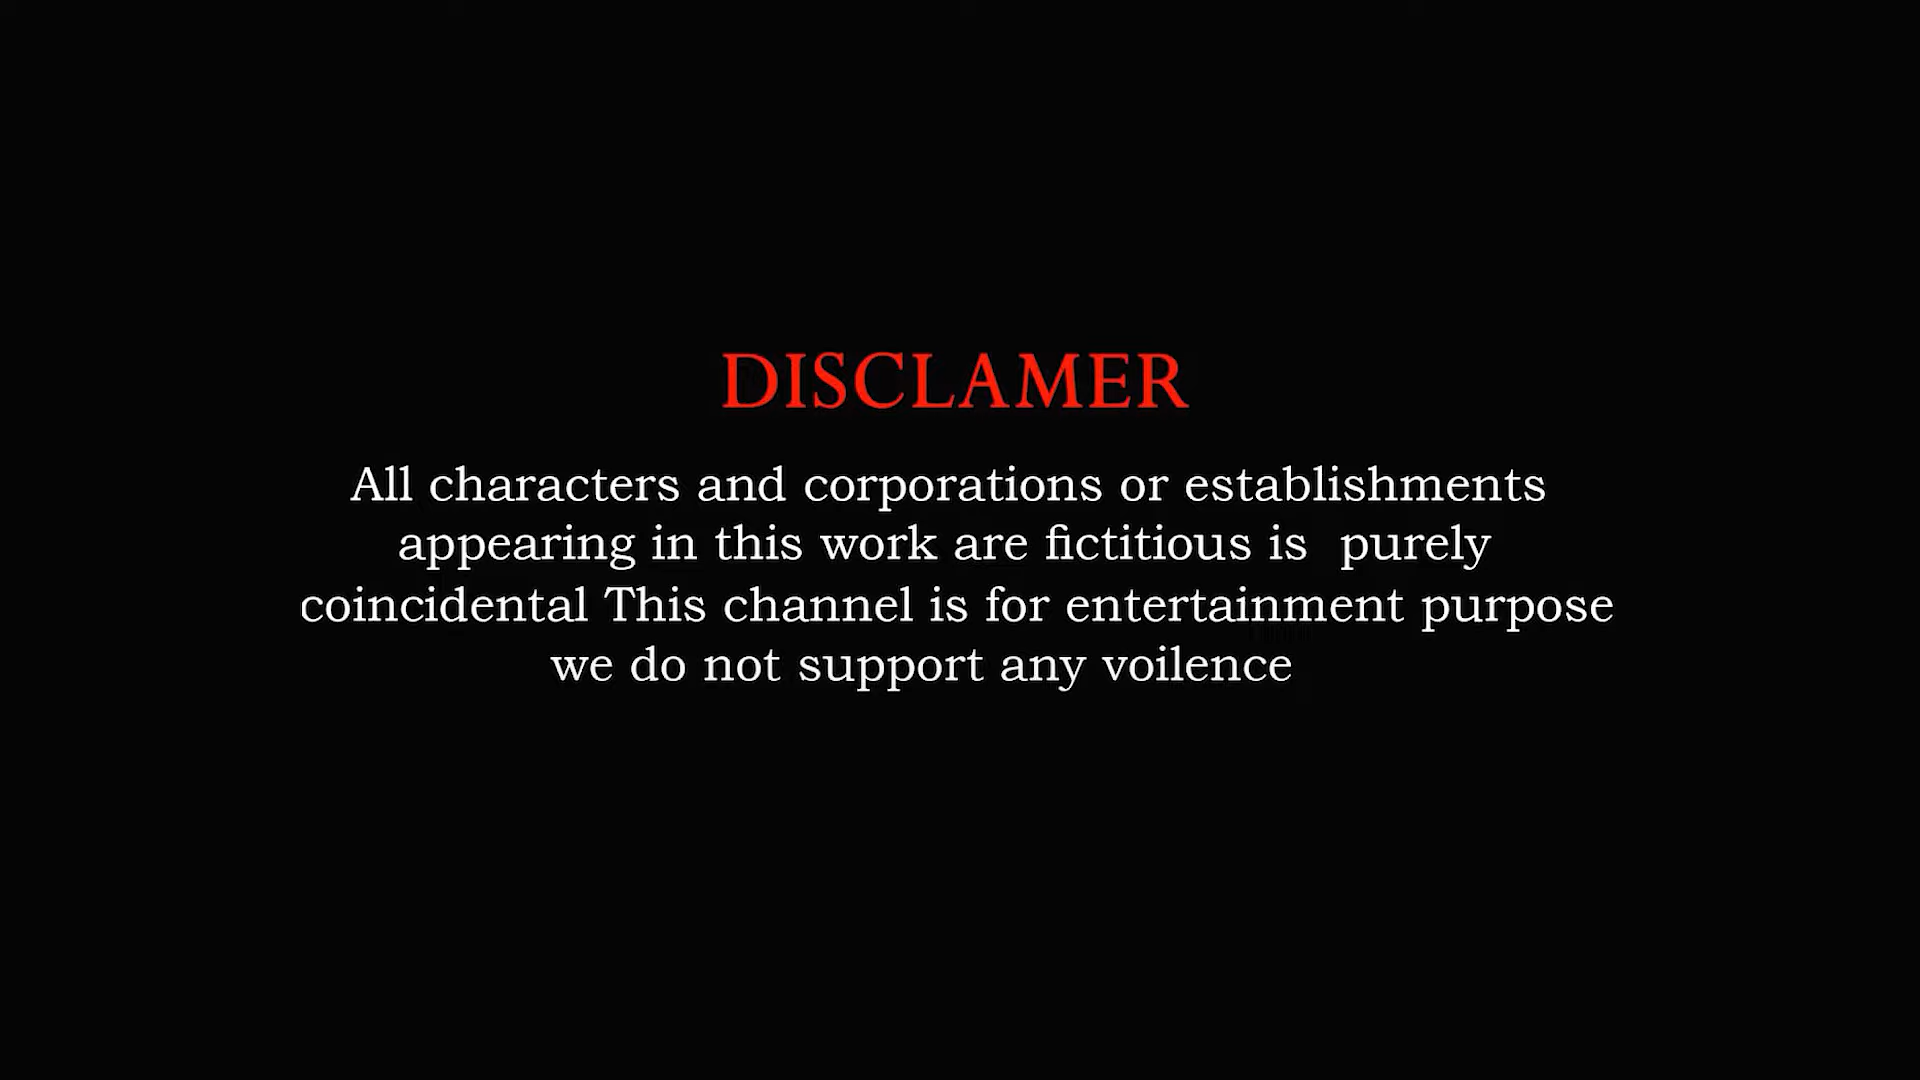 DISCLAMER
All characters and corporations or establishments
appearing in this work are fictitious is  purely
coincidental This channel is for entertainment purpose
we do not support any voilence